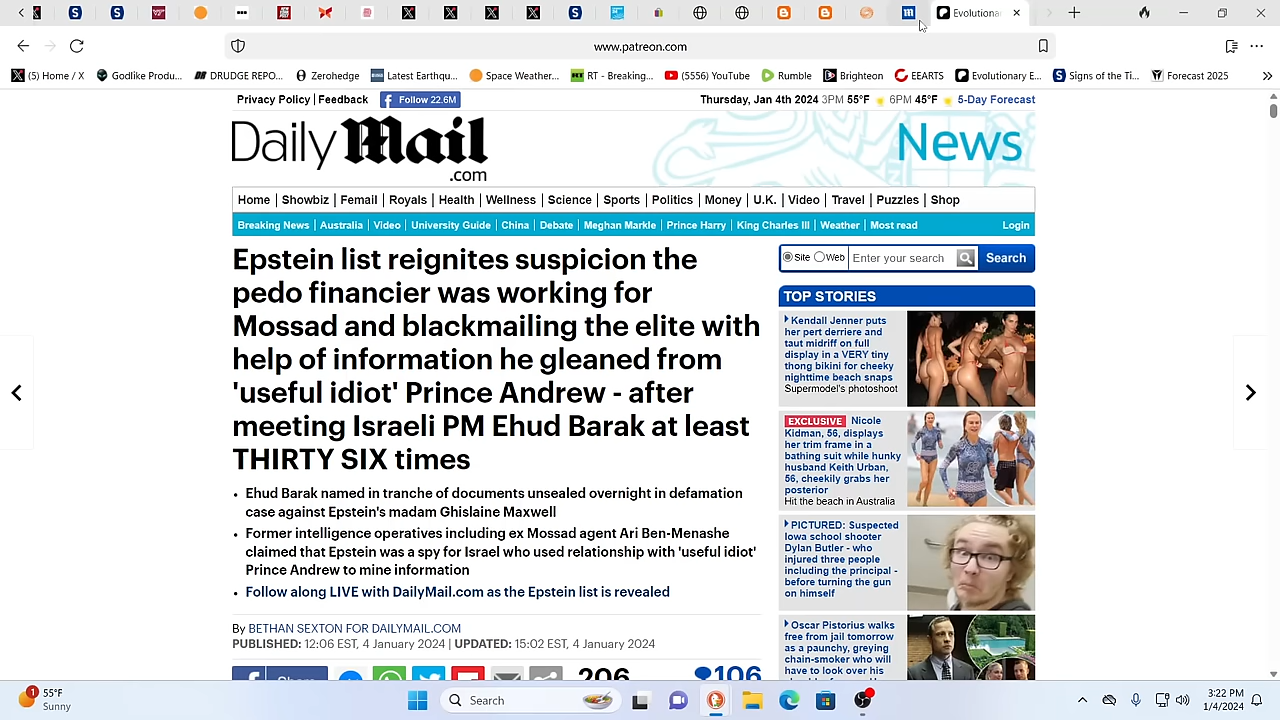 Evolutiona
www.patreon.com
(5) Home / X
Godlike Produ...
DRUDGE REPO...
Zerohedge
Latest Earthqu...
Space Weather...
RT - Breaking...
(5556) YouTube
Rumble
Brighteon
EEARTS
Evolutionary E...
Signs of the Ti...
Forecast 2025
Privacy Policy | Feedback
Follow 22.6M
Thursday, Jan 4th 2024 3PM 55°F 6PM 45°F 5-Day Forecast
Daily Mail
.com
News
Home | Showbiz | Femail | Royals | Health | Wellness | Science | Sports | Politics | Money | U.K. | Video | Travel | Puzzles | Shop
Breaking News | Australia | Video | University Guide | China | Debate | Meghan Markle | Prince Harry | King Charles III | Weather | Most read
Login
Epstein list reignites suspicion the
pedo financier was working for
Mossad and blackmailing the elite with
help of information he gleaned from
'useful idiot' Prince Andrew - after
meeting Israeli PM Ehud Barak at least
THIRTY SIX times
• Ehud Barak named in tranche of documents unsealed overnight in defamation
case against Epstein's madam Ghislaine Maxwell
• Former intelligence operatives including ex Mossad agent Ari Ben-Menashe
claimed that Epstein was a spy for Israel who used relationship with 'useful idiot'
Prince Andrew to mine information
• Follow along LIVE with DailyMail.com as the Epstein list is revealed
By BETHAN SEXTON FOR DAILYMAIL.COM
PUBLISHED: 12:06 EST, 4 January 2024 | UPDATED: 15:02 EST, 4 January 2024
Share
206
106
Site Web Enter your search Search
TOP STORIES
Kendall Jenner puts
her pert derriere and
taut midriff on full
display in a VERY tiny
thong bikini for cheeky
nighttime beach snaps
Supermodel's photoshoot
EXCLUSIVE Nicole
Kidman, 56, displays
her trim frame in a
bathing suit while hunky
husband Keith Urban,
56, cheekily grabs her
posterior
Hit the beach in Australia
PICTURED: Suspected
Iowa school shooter
Dylan Butler - who
injured three people
including the principal -
before turning the gun
on himself
Oscar Pistorius walks
free from jail tomorrow
as a paunchy, greying
chain-smoker who will
have to look over his
1
55°F
Sunny
Search
3:22 PM
1/4/2024